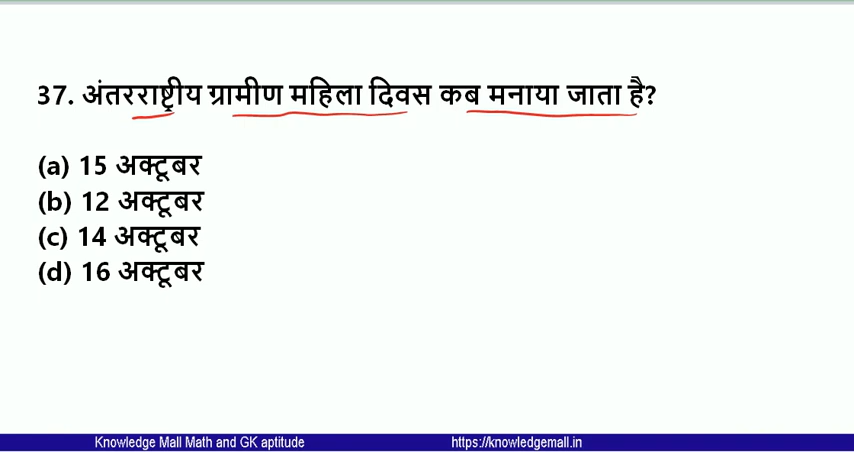 37. अंतरराष्ट्रीय ग्रामीण महिला दिवस कब मनाया जाता है?
(a) 15 अक्टूबर
(b) 12 अक्टूबर
(c) 14 अक्टूबर
(d) 16 अक्टूबर
Knowledge Mall Math and GK aptitude https://knowledgemall.in